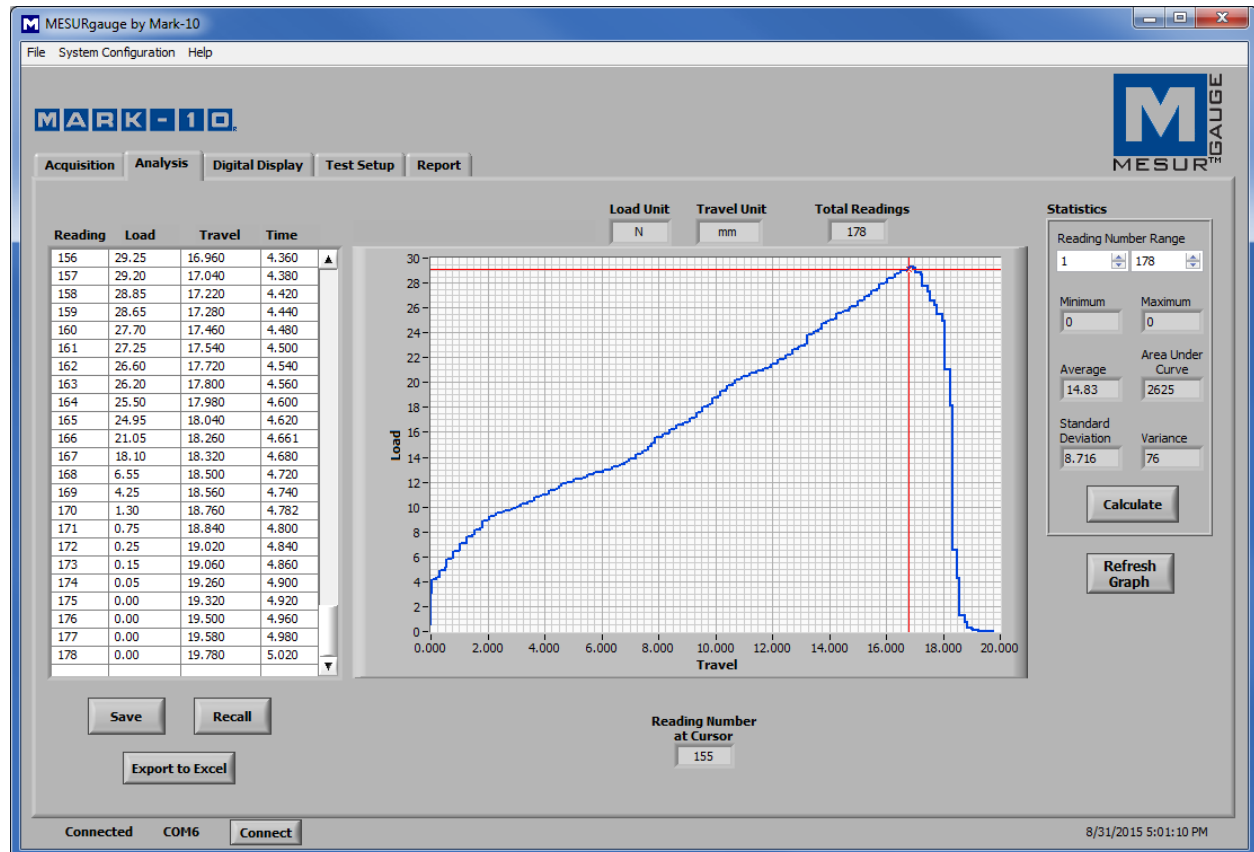 MESURgauge by Mark-10
File System Configuration Help
MARK-10
M
MESUR™ GAUGE
Acquisition Analysis Digital Display Test Setup Report
Load Unit Travel Unit Total Readings
N mm 178
Reading Load Travel Time
156 29.25 16.960 4.360
157 29.20 17.040 4.380
158 28.85 17.220 4.420
159 28.65 17.280 4.440
160 27.70 17.460 4.480
161 27.25 17.540 4.500
162 26.60 17.720 4.540
163 26.20 17.800 4.560
164 25.50 17.980 4.600
165 24.95 18.040 4.620
166 21.05 18.260 4.661
167 18.10 18.320 4.680
168 6.55 18.500 4.720
169 4.25 18.560 4.740
170 1.30 18.760 4.782
171 0.75 18.840 4.800
172 0.25 19.020 4.840
173 0.15 19.060 4.860
174 0.05 19.260 4.900
175 0.00 19.320 4.920
176 0.00 19.500 4.960
177 0.00 19.580 4.980
178 0.00 19.780 5.020
30
28
26
24
22
20
18
16
14
12
10
8
6
4
2
0
Load
0.000 2.000 4.000 6.000 8.000 10.000 12.000 14.000 16.000 18.000 20.000
Travel
Statistics
Reading Number Range
1 178
Minimum Maximum
0 0
Average Area Under Curve
14.83 2625
Standard Deviation Variance
8.716 76
Calculate
Refresh
Graph
Save Recall
Export to Excel
Reading Number
at Cursor
155
Connected COM6 Connect
8/31/2015 5:01:10 PM